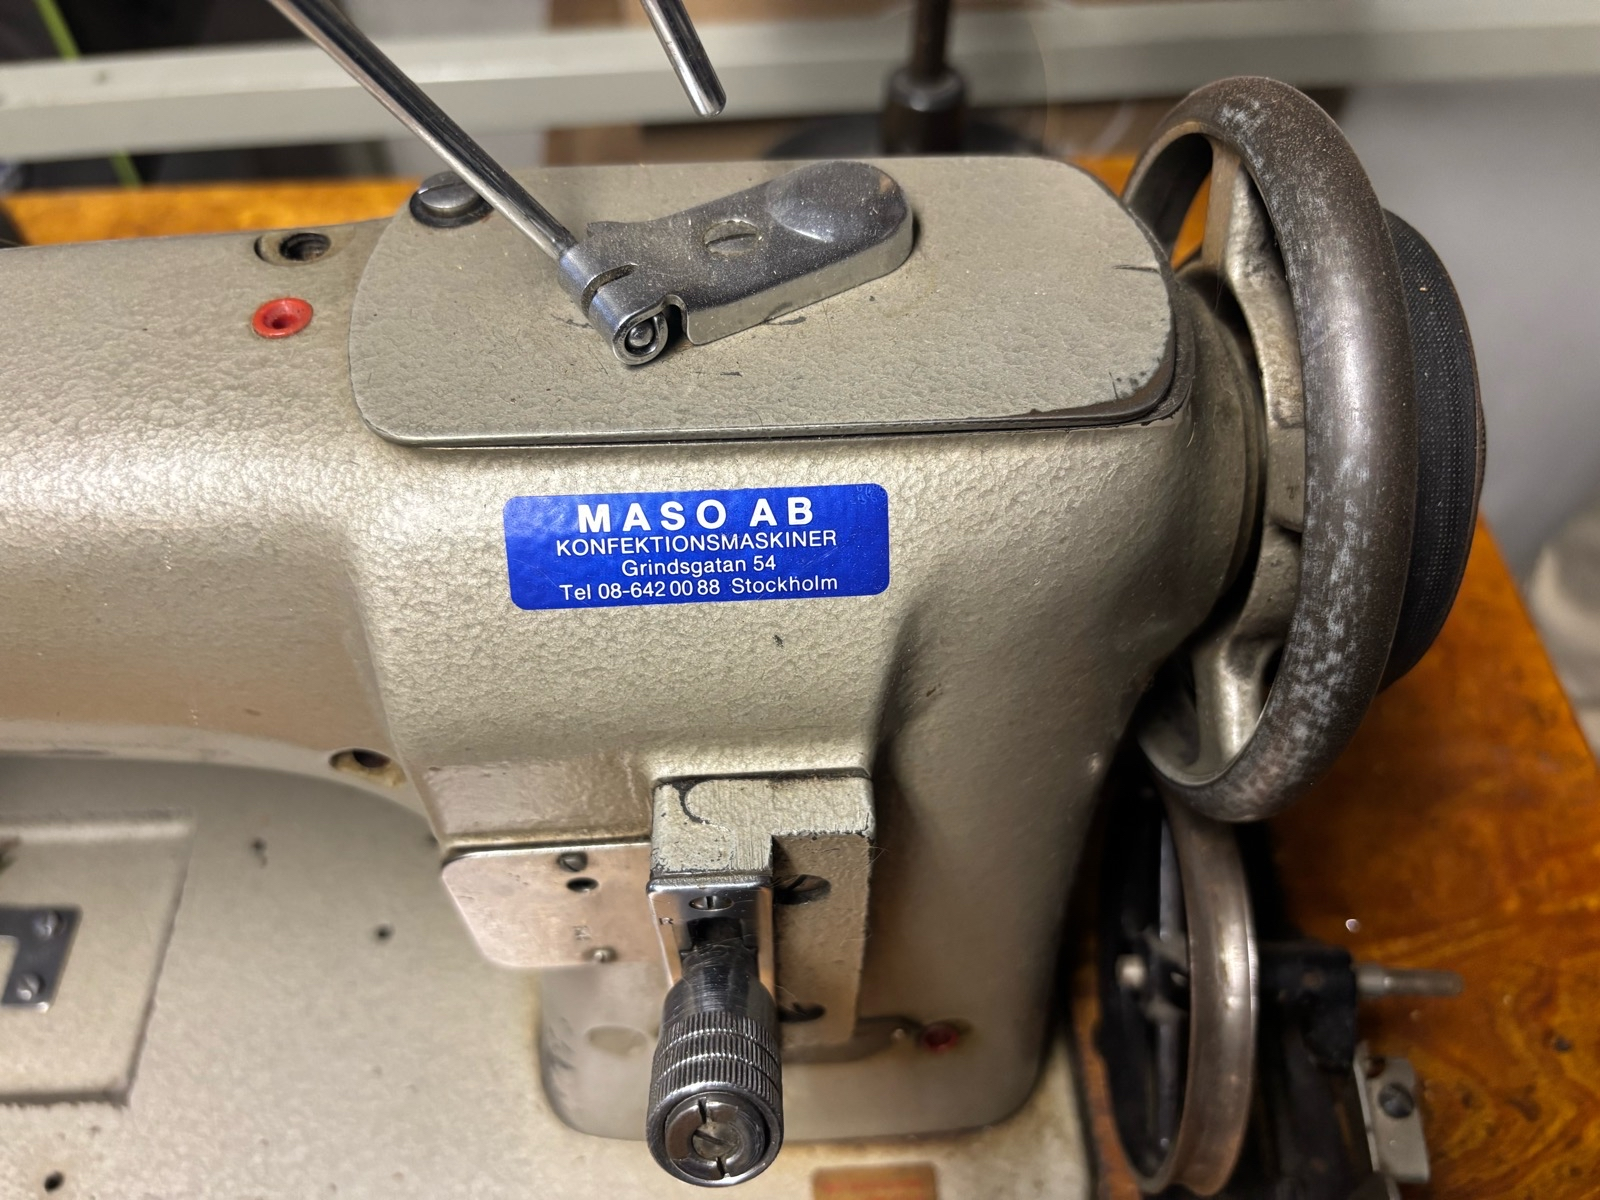 MASO AB
KONFEKTIONSMASKINER
Grindsgatan 54
Tel 08-642 00 88 Stockholm
R